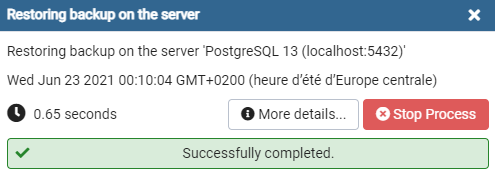 Restoring backup on the server
Restoring backup on the server 'PostgreSQL 13 (localhost:5432)'
Wed Jun 23 2021 00:10:04 GMT+0200 (heure d’été d’Europe centrale)
0.65 seconds More details... Stop Process
Successfully completed.